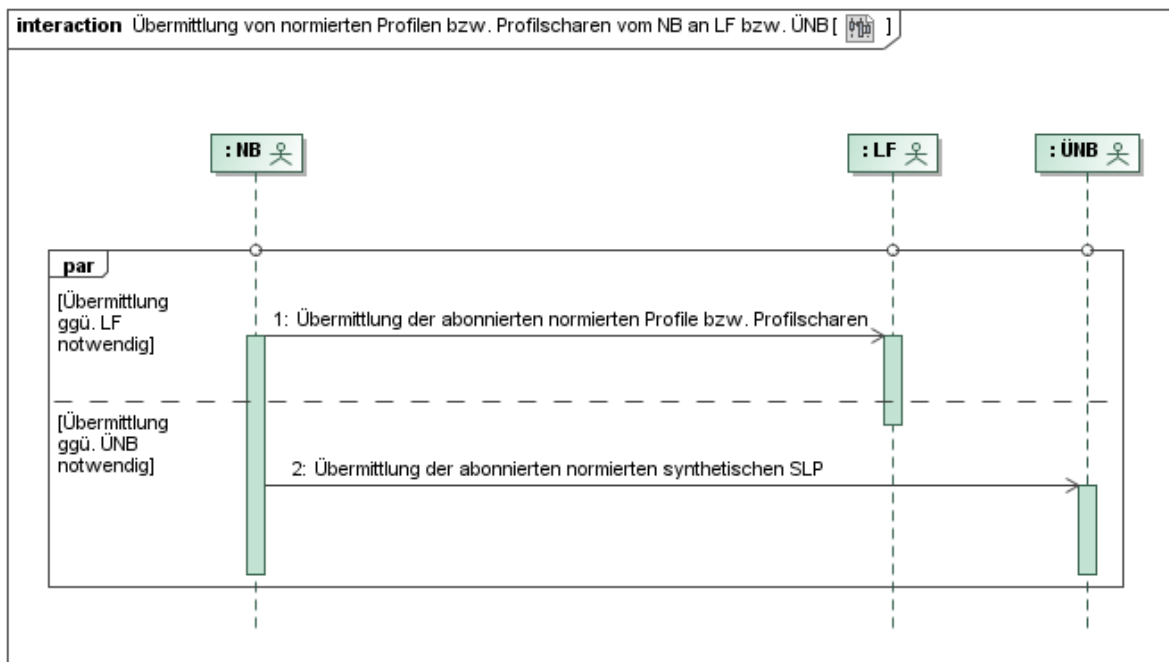 interaction Übermittlung von normierten Profilen bzw. Profilscharen vom NB an LF bzw. ÜNB [ ]
: NB
: LF
: ÜNB
par
[Übermittlung
ggü. LF
notwendig]
1: Übermittlung der abonnierten normierten Profile bzw. Profilscharen
[Übermittlung
ggü. ÜNB
notwendig]
2: Übermittlung der abonnierten normierten synthetischen SLP